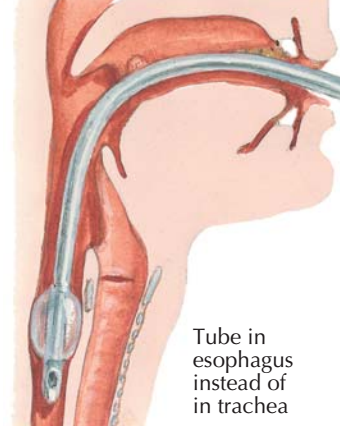 Tube in
esophagus
instead of
in trachea